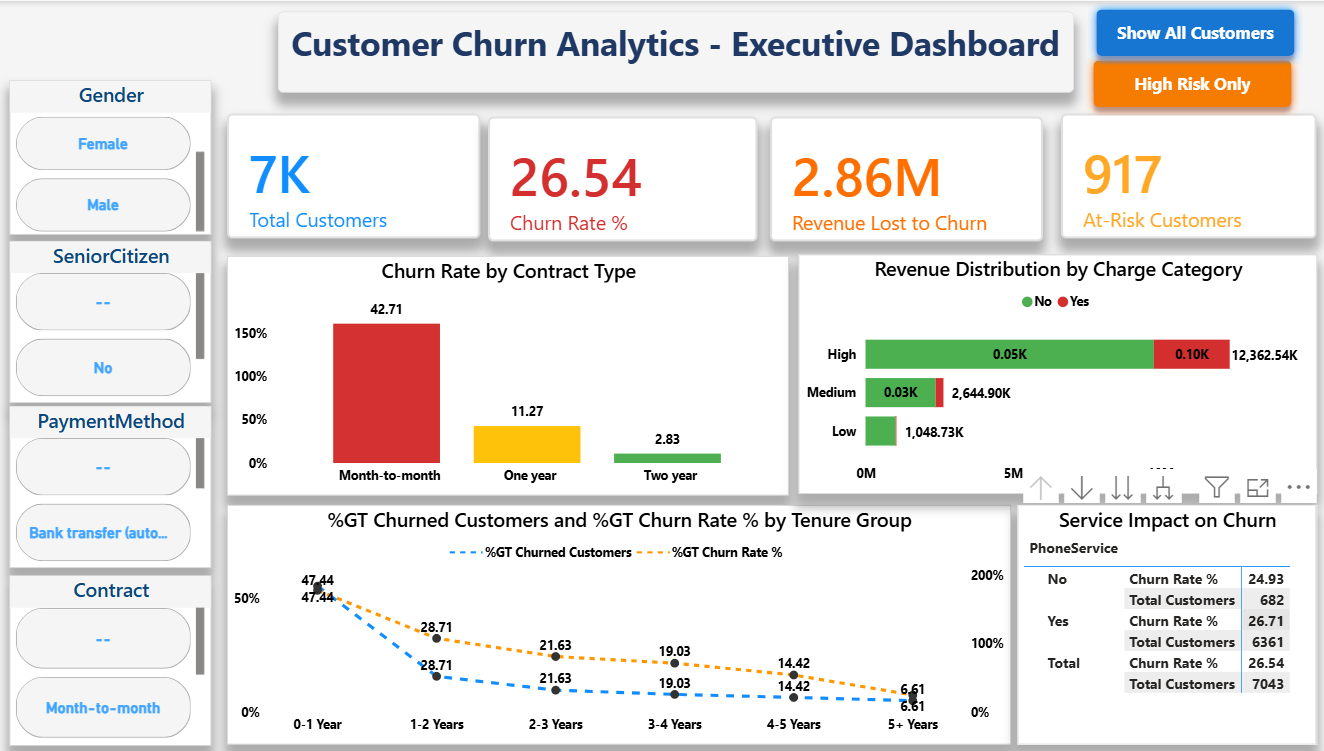 Customer Churn Analytics - Executive Dashboard
Show All Customers
High Risk Only
Gender
Female
Male
SeniorCitizen
--
No
PaymentMethod
--
Bank transfer (auto...
Contract
--
Month-to-month
7K
Total Customers
26.54
Churn Rate %
2.86M
Revenue Lost to Churn
917
At-Risk Customers
Churn Rate by Contract Type
150%
100%
50%
0%
42.71
11.27
2.83
Month-to-month
One year
Two year
Revenue Distribution by Charge Category
No Yes
High 0.05K 0.10K 12,362.54K
Medium 0.03K 2,644.90K
Low 1,048.73K
0M 5M
%GT Churned Customers and %GT Churn Rate % by Tenure Group
%GT Churned Customers %GT Churn Rate %
50%
0%
200%
100%
0%
47.44
47.44
28.71
28.71
21.63
21.63
19.03
19.03
14.42
14.42
6.61
6.61
0-1 Year
1-2 Years
2-3 Years
3-4 Years
4-5 Years
5+ Years
Service Impact on Churn
PhoneService
No Churn Rate % 24.93
Total Customers 682
Yes Churn Rate % 26.71
Total Customers 6361
Total Churn Rate % 26.54
Total Customers 7043